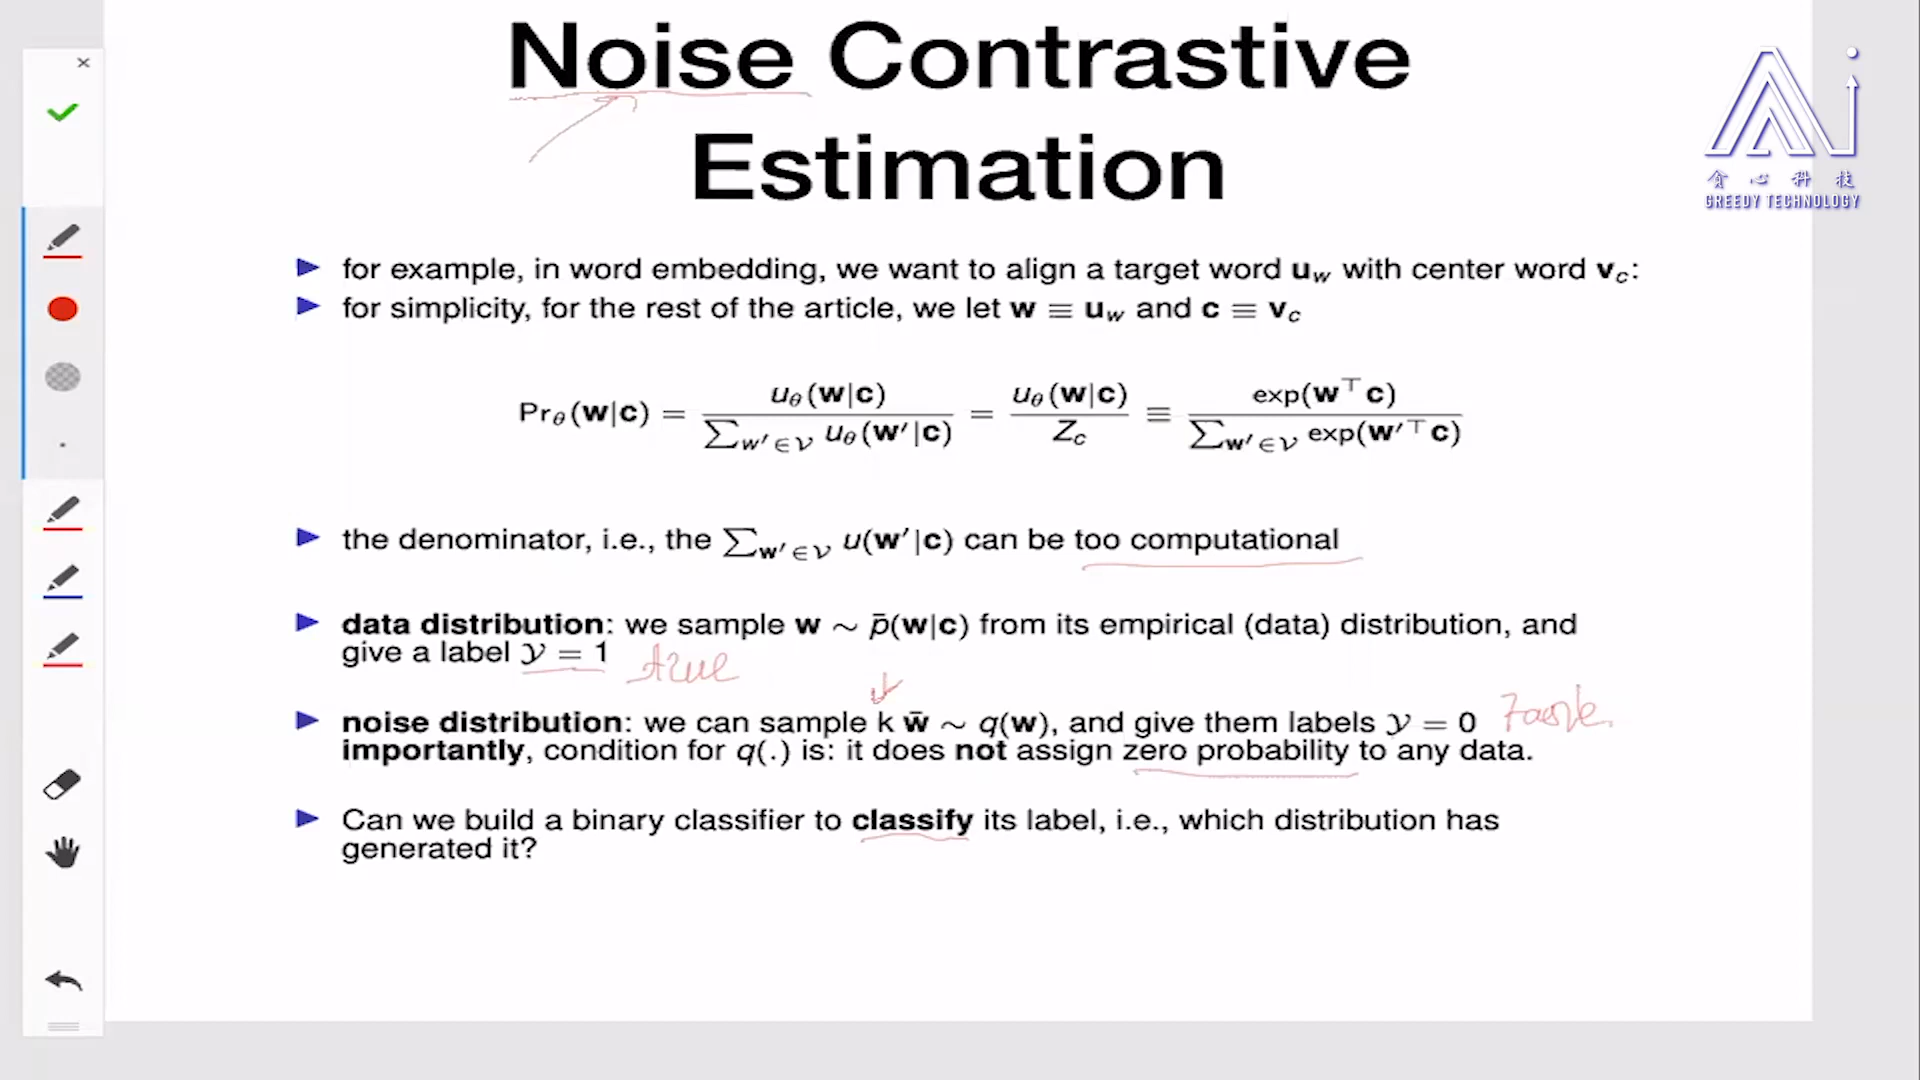 Noise Contrastive
Estimation
贪心科技
GREEDY TECHNOLOGY
▶ for example, in word embedding, we want to align a target word u_w with center word v_c:
▶ for simplicity, for the rest of the article, we let w ≡ u_w and c ≡ v_c
Pr_θ(w|c) = u_θ(w|c) / ∑_{w′∈𝒱} u_θ(w′|c) = u_θ(w|c) / Z_c ≡ exp(w^⊤c) / ∑_{w′∈𝒱} exp(w′^⊤c)
▶ the denominator, i.e., the ∑_{w′∈𝒱} u(w′|c) can be too computational
▶ data distribution: we sample w ∼ p̄(w|c) from its empirical (data) distribution, and
give a label 𝒴 = 1 true
▶ noise distribution: we can sample k w̄ ∼ q(w), and give them labels 𝒴 = 0
importantly, condition for q(.) is: it does not assign zero probability to any data.
▶ Can we build a binary classifier to classify its label, i.e., which distribution has
generated it?